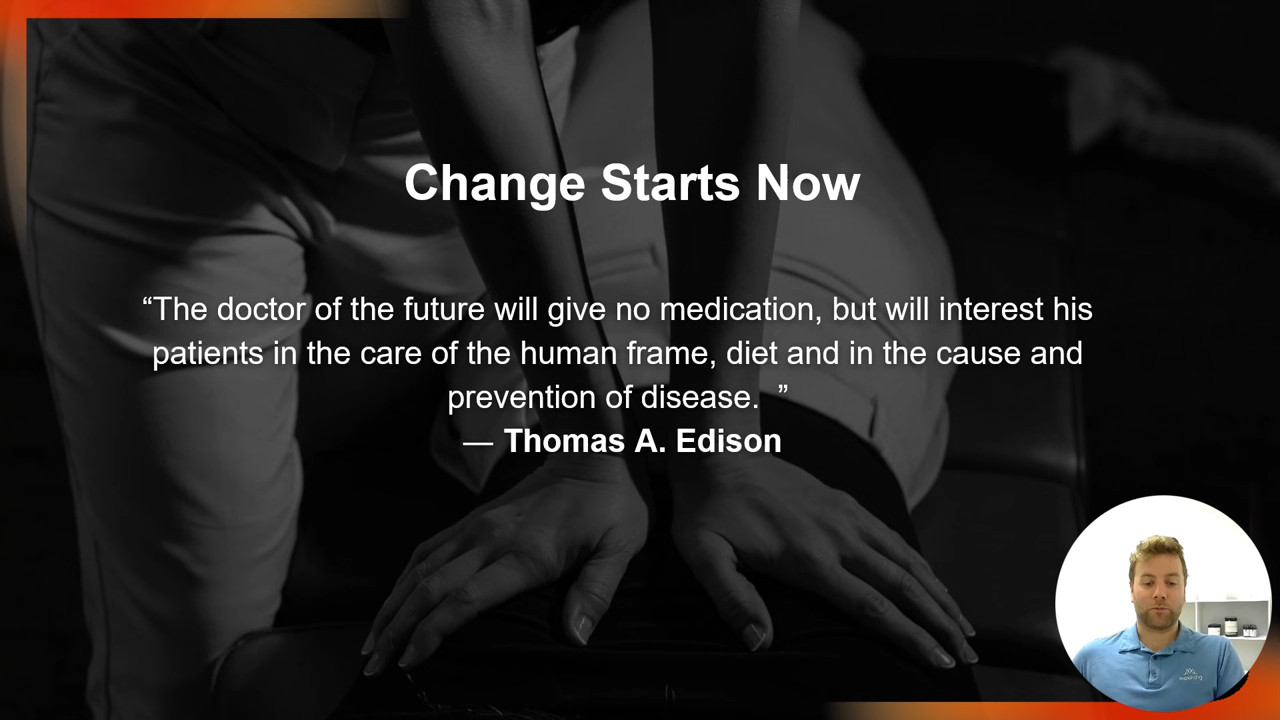 Change Starts Now
“The doctor of the future will give no medication, but will interest his
patients in the care of the human frame, diet and in the cause and
prevention of disease.  ”
— Thomas A. Edison